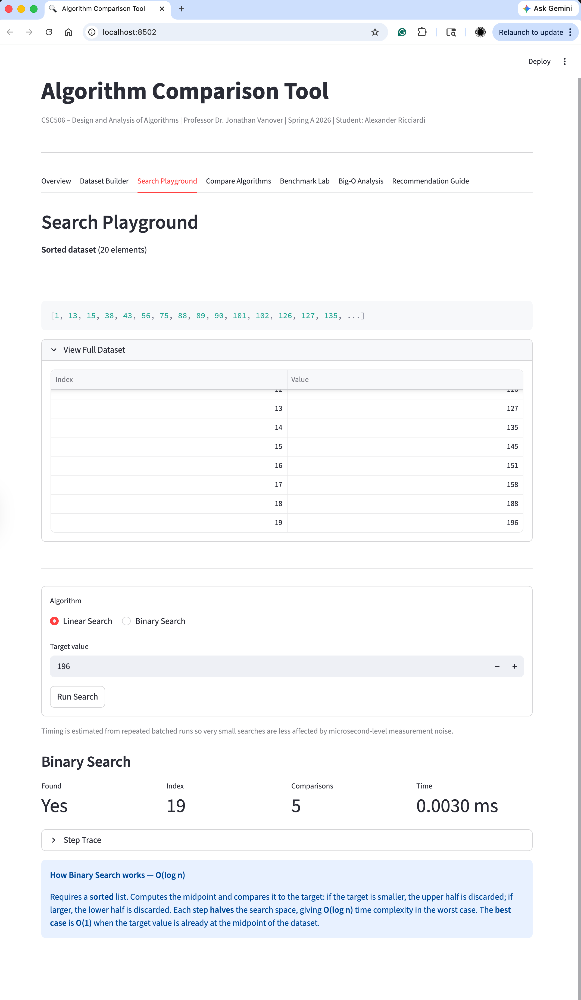 Algorithm Comparison Tool
Ask Gemini
localhost:8502
Relaunch to update
Deploy
Algorithm Comparison Tool
CSC506 – Design and Analysis of Algorithms | Professor Dr. Jonathan Vanover | Spring A 2026 | Student: Alexander Ricciardi
Overview Dataset Builder Search Playground Compare Algorithms Benchmark Lab Big-O Analysis Recommendation Guide
Search Playground
Sorted dataset (20 elements)
[1, 13, 15, 38, 43, 56, 75, 88, 89, 90, 101, 102, 126, 127, 135, ...]
View Full Dataset
Index Value
12 126
13 127
14 135
15 145
16 151
17 158
18 188
19 196
Algorithm
Linear Search Binary Search
Target value
196 − +
Run Search
Timing is estimated from repeated batched runs so very small searches are less affected by microsecond-level measurement noise.
Binary Search
Found Index Comparisons Time
Yes 19 5 0.0030 ms
Step Trace
How Binary Search works — O(log n)
Requires a sorted list. Computes the midpoint and compares it to the target: if the target is smaller, the upper half is discarded; if
larger, the lower half is discarded. Each step halves the search space, giving O(log n) time complexity in the worst case. The best
case is O(1) when the target value is already at the midpoint of the dataset.